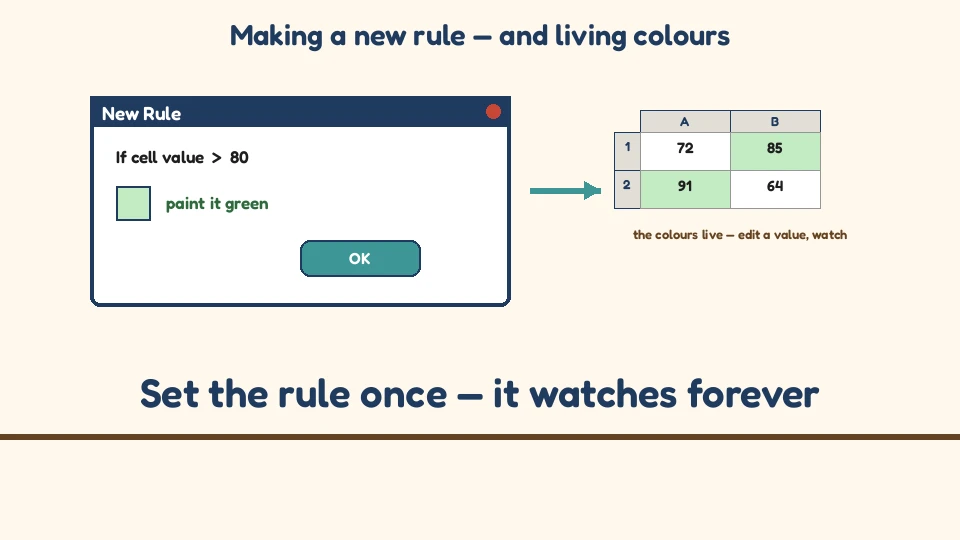 Making a new rule — and living colours
New Rule
If cell value > 80
paint it green
OK
A B
1 72 85
2 91 64
the colours live — edit a value, watch
Set the rule once — it watches forever